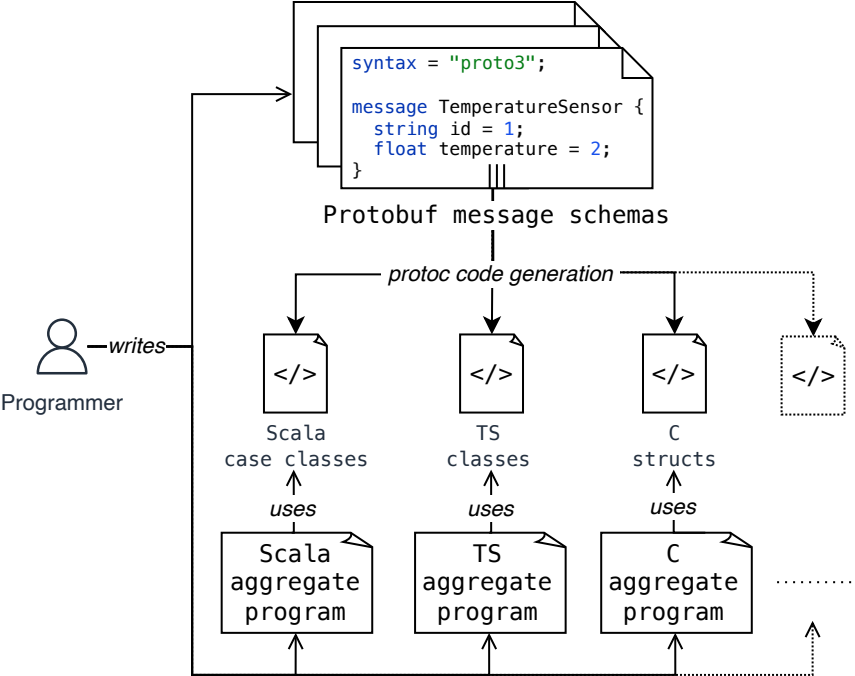 syntax = "proto3";
message TemperatureSensor {
string id = 1;
float temperature = 2;
}
Protobuf message schemas
protoc code generation
writes
Programmer
</>
</>
</>
</>
Scala
case classes
TS
classes
C
structs
uses
uses
uses
Scala
aggregate
program
TS
aggregate
program
C
aggregate
program